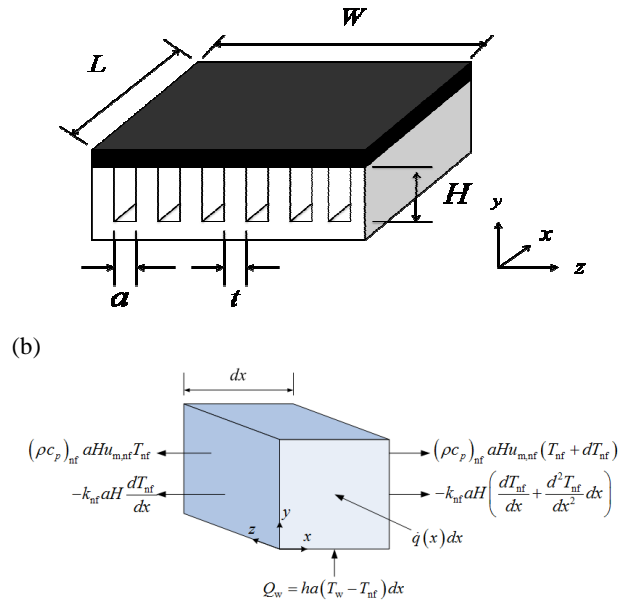 W
L
H
y
x
z
a
t
(b)
dx
(ρc_p)_nf aHu_m,nf T_nf
(ρc_p)_nf aHu_m,nf (T_nf + dT_nf)
-k_nf aH dT_nf/dx
-k_nf aH (dT_nf/dx + d²T_nf/dx² dx)
z
y
x
q̇(x)dx
Q_w = ha(T_w − T_nf)dx